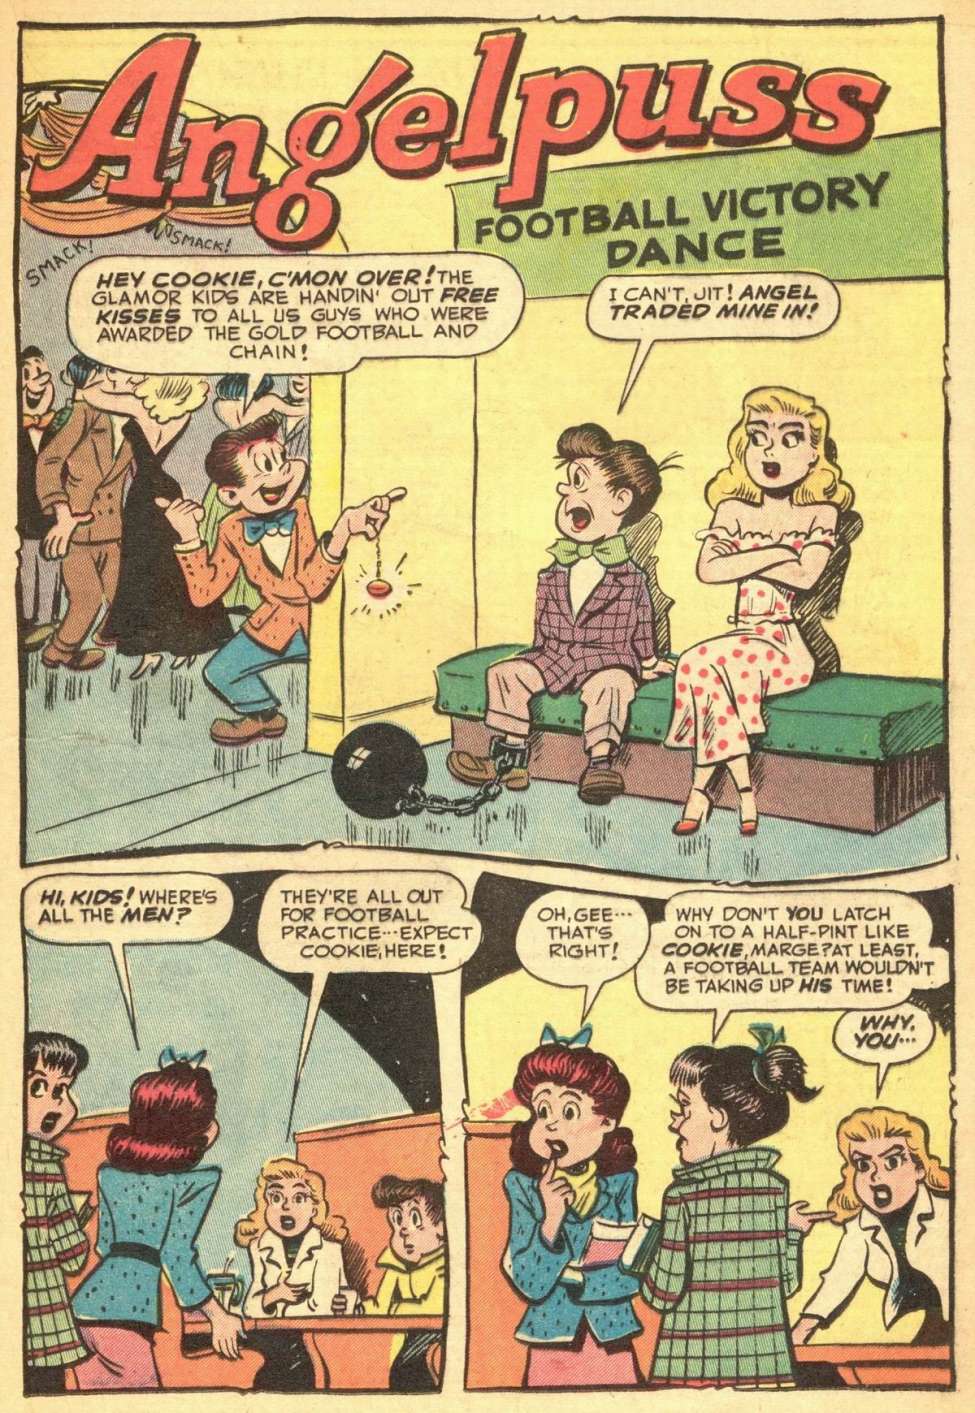 Angelpuss
FOOTBALL VICTORY
DANCE
SMACK!
SMACK!
HEY COOKIE, C'MON OVER! THE
GLAMOR KIDS ARE HANDIN' OUT FREE
KISSES TO ALL US GUYS WHO WERE
AWARDED THE GOLD FOOTBALL AND
CHAIN!
I CAN'T, JIT! ANGEL
TRADED MINE IN!
HI, KIDS! WHERE'S
ALL THE MEN?
THEY'RE ALL OUT
FOR FOOTBALL
PRACTICE--- EXPECT
COOKIE, HERE!
OH, GEE---
THAT'S
RIGHT!
WHY DON'T YOU LATCH
ON TO A HALF-PINT LIKE
COOKIE, MARGE? AT LEAST,
A FOOTBALL TEAM WOULDN'T
BE TAKING UP HIS TIME!
WHY,
YOU---